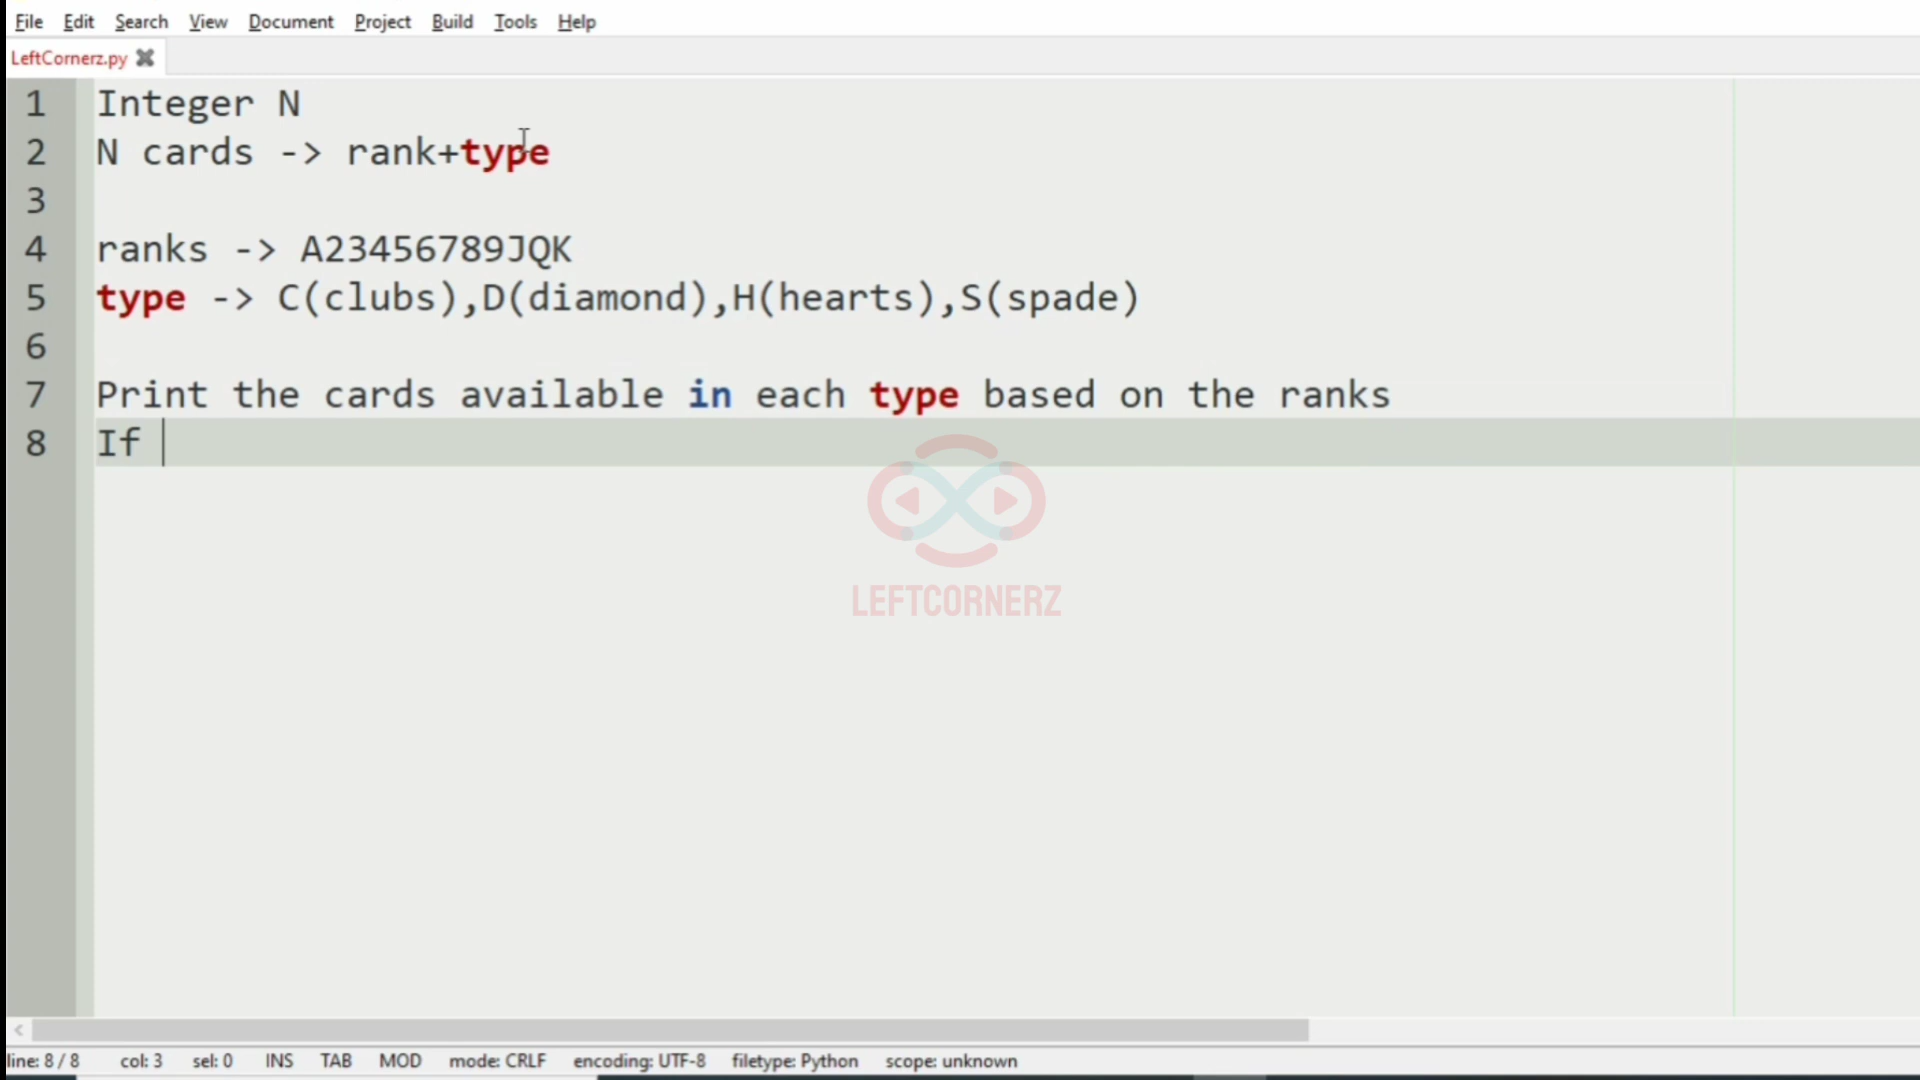 File Edit Search View Document Project Build Tools Help
LeftCornerz.py
1 Integer N
2 N cards -> rank+type
3
4 ranks -> A23456789JQK
5 type -> C(clubs),D(diamond),H(hearts),S(spade)
6
7 Print the cards available in each type based on the ranks
8 If
LEFTCORNERZ
line: 8 / 8 col: 3 sel: 0 INS TAB MOD mode: CRLF encoding: UTF-8 filetype: Python scope: unknown